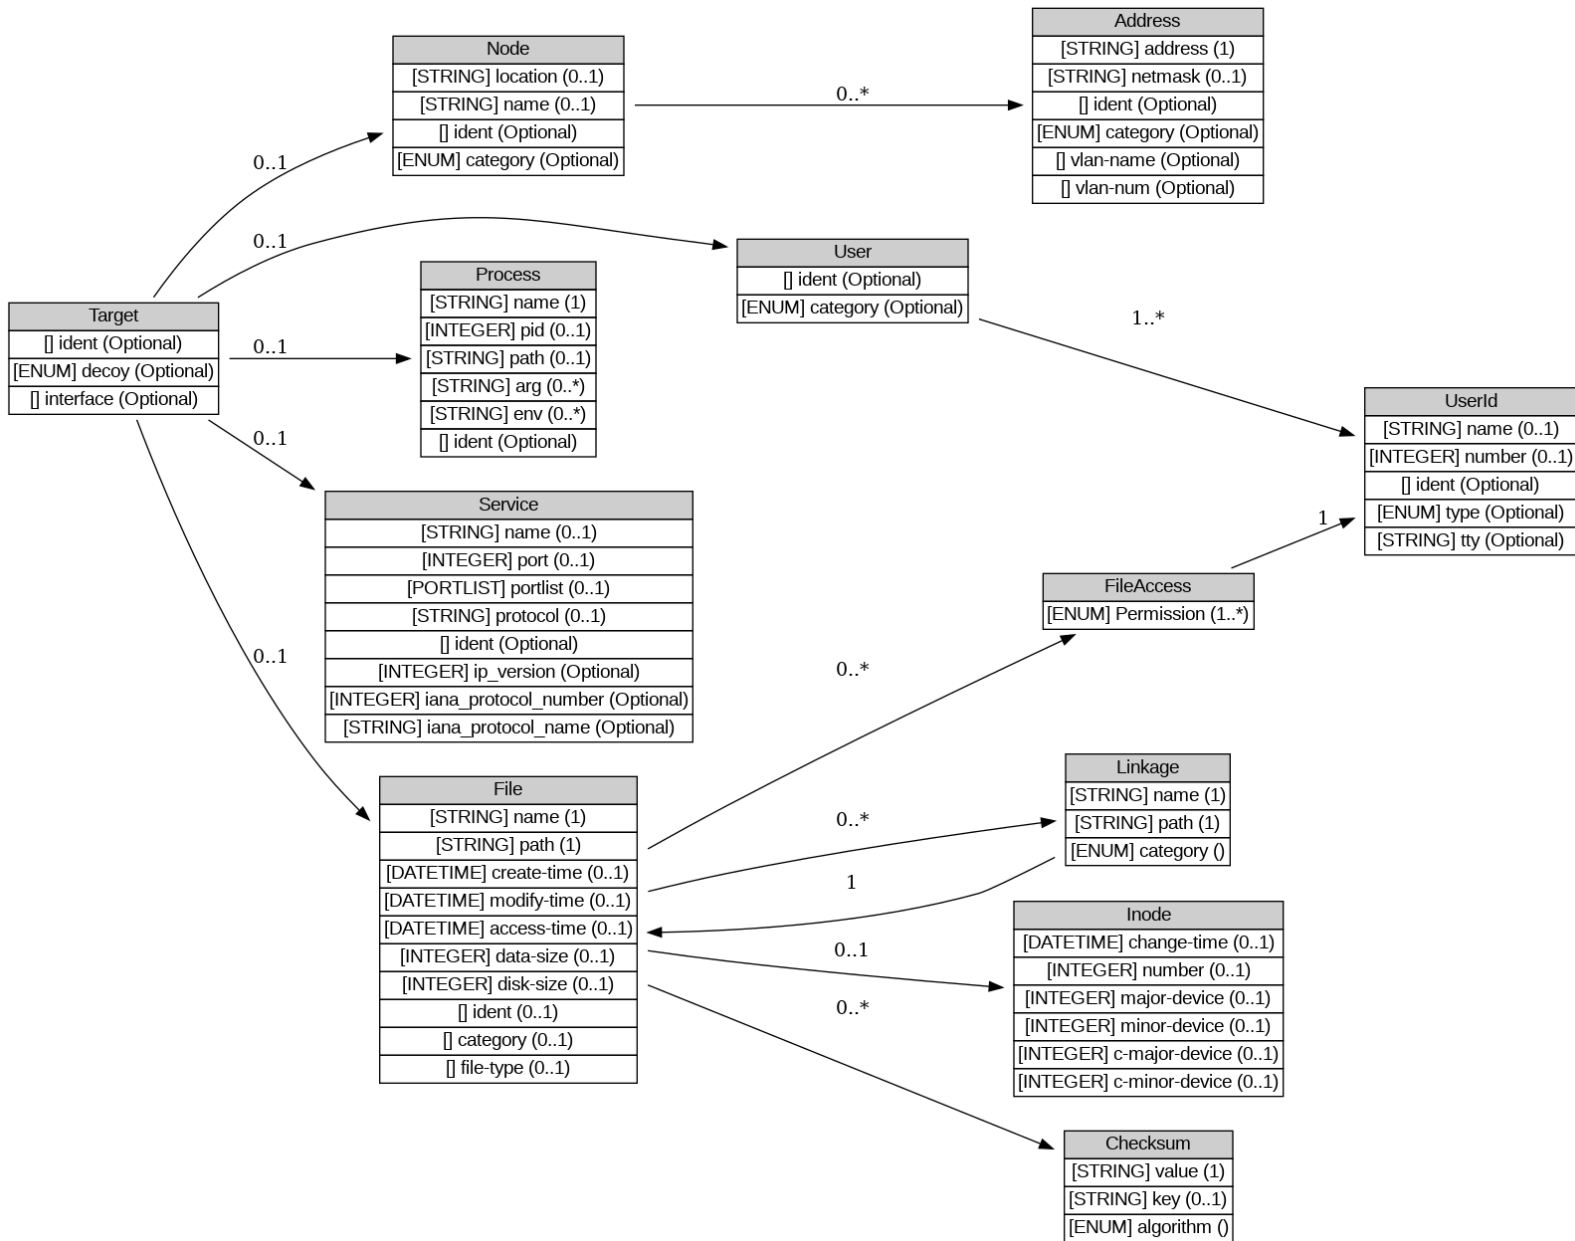 Node
[STRING] location (0..1)
[STRING] name (0..1)
[] ident (Optional)
[ENUM] category (Optional)
0..*
Address
[STRING] address (1)
[STRING] netmask (0..1)
[] ident (Optional)
[ENUM] category (Optional)
[] vlan-name (Optional)
[] vlan-num (Optional)
0..1
0..1
User
[] ident (Optional)
[ENUM] category (Optional)
Process
[STRING] name (1)
[INTEGER] pid (0..1)
[STRING] path (0..1)
[STRING] arg (0..*)
[STRING] env (0..*)
[] ident (Optional)
Target
[] ident (Optional)
[ENUM] decoy (Optional)
[] interface (Optional)
0..1
1..*
0..1
UserId
[STRING] name (0..1)
[INTEGER] number (0..1)
[] ident (Optional)
[ENUM] type (Optional)
[STRING] tty (Optional)
Service
[STRING] name (0..1)
[INTEGER] port (0..1)
[PORTLIST] portlist (0..1)
[STRING] protocol (0..1)
[] ident (Optional)
[INTEGER] ip_version (Optional)
[INTEGER] iana_protocol_number (Optional)
[STRING] iana_protocol_name (Optional)
1
FileAccess
[ENUM] Permission (1..*)
0..1
0..*
File
[STRING] name (1)
[STRING] path (1)
[DATETIME] create-time (0..1)
[DATETIME] modify-time (0..1)
[DATETIME] access-time (0..1)
[INTEGER] data-size (0..1)
[INTEGER] disk-size (0..1)
[] ident (0..1)
[] category (0..1)
[] file-type (0..1)
0..*
1
0..1
0..*
Linkage
[STRING] name (1)
[STRING] path (1)
[ENUM] category ()
Inode
[DATETIME] change-time (0..1)
[INTEGER] number (0..1)
[INTEGER] major-device (0..1)
[INTEGER] minor-device (0..1)
[INTEGER] c-major-device (0..1)
[INTEGER] c-minor-device (0..1)
Checksum
[STRING] value (1)
[STRING] key (0..1)
[ENUM] algorithm ()